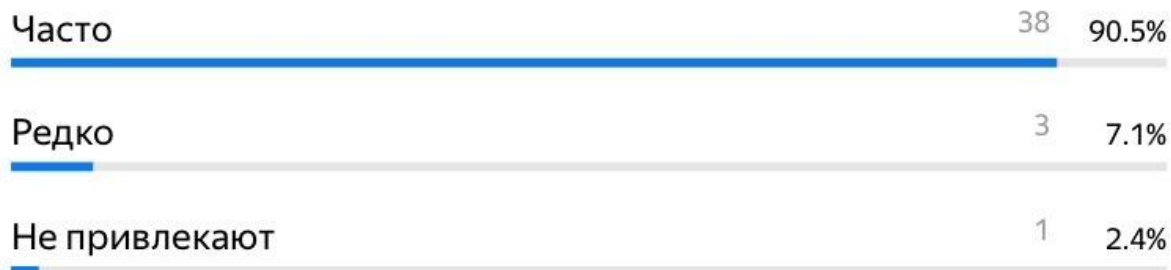 Часто 38 90.5%
Редко 3 7.1%
Не привлекают 1 2.4%